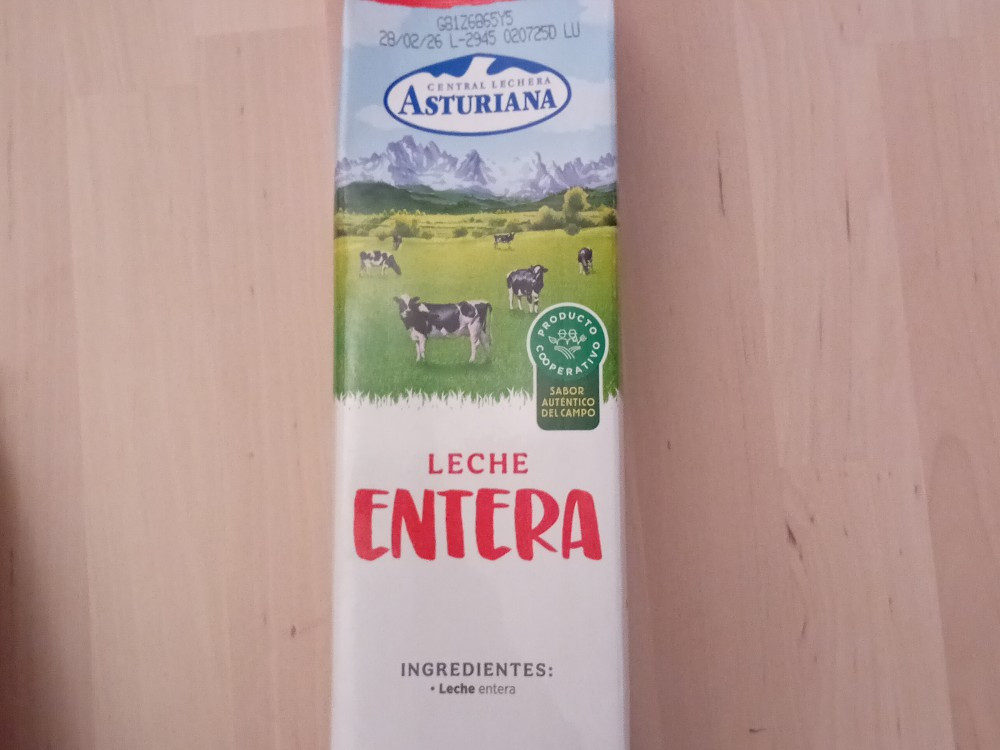 GB1Z6B65Y5
28/02/26 L-2945 020725D LU
CENTRAL LECHERA
ASTURIANA
PRODUCTO
COOPERATIVO
SABOR
AUTÉNTICO
DEL CAMPO
LECHE
ENTERA
INGREDIENTES:
• Leche entera